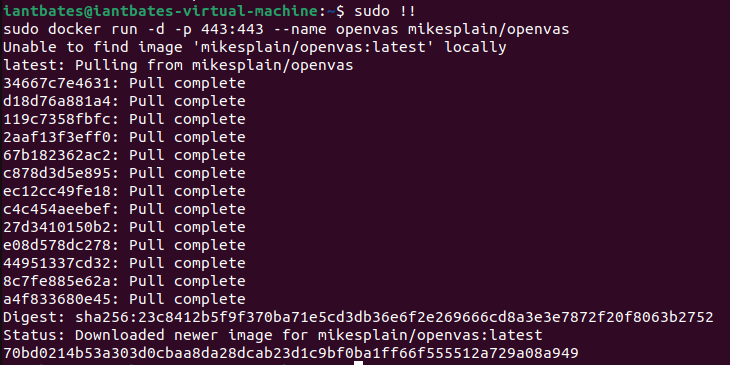 iantbates@iantbates-virtual-machine:~$ sudo !!
sudo docker run -d -p 443:443 --name openvas mikesplain/openvas
Unable to find image 'mikesplain/openvas:latest' locally
latest: Pulling from mikesplain/openvas
34667c7e4631: Pull complete
d18d76a881a4: Pull complete
119c7358fbfc: Pull complete
2aaf13f3eff0: Pull complete
67b182362ac2: Pull complete
c878d3d5e895: Pull complete
ec12cc49fe18: Pull complete
c4c454aeebef: Pull complete
27d3410150b2: Pull complete
e08d578dc278: Pull complete
44951337cd32: Pull complete
8c7fe885e62a: Pull complete
a4f833680e45: Pull complete
Digest: sha256:23c8412b5f9f370ba71e5cd3db36e6f2e269666cd8a3e3e7872f20f8063b2752
Status: Downloaded newer image for mikesplain/openvas:latest
70bd0214b53a303d0cbaa8da28dcab23d1c9bf0ba1ff66f555512a729a08a949